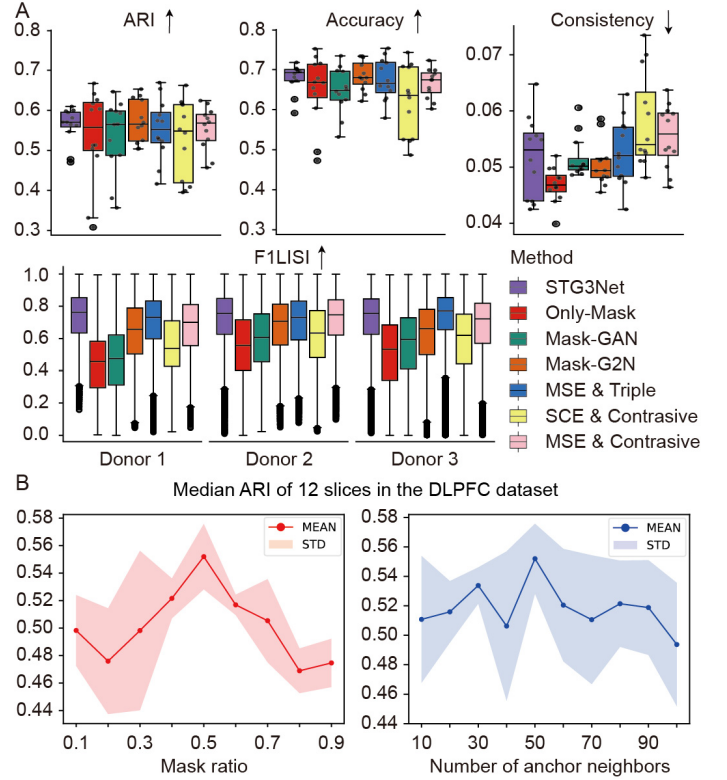 A
ARI ↑
Accuracy ↑
Consistency ↓
0.8
0.7
0.6
0.5
0.4
0.3
0.8
0.7
0.6
0.5
0.4
0.3
0.07
0.06
0.05
0.04
F1LISI ↑
1.0
0.8
0.6
0.4
0.2
0.0
Donor 1
Donor 2
Donor 3
Method
STG3Net
Only-Mask
Mask-GAN
Mask-G2N
MSE & Triple
SCE & Contrasive
MSE & Contrasive
B
Median ARI of 12 slices in the DLPFC dataset
0.58
0.56
0.54
0.52
0.50
0.48
0.46
0.44
MEAN
STD
0.1 0.3 0.5 0.7 0.9
Mask ratio
0.58
0.56
0.54
0.52
0.50
0.48
0.46
0.44
MEAN
STD
10 30 50 70 90
Number of anchor neighbors